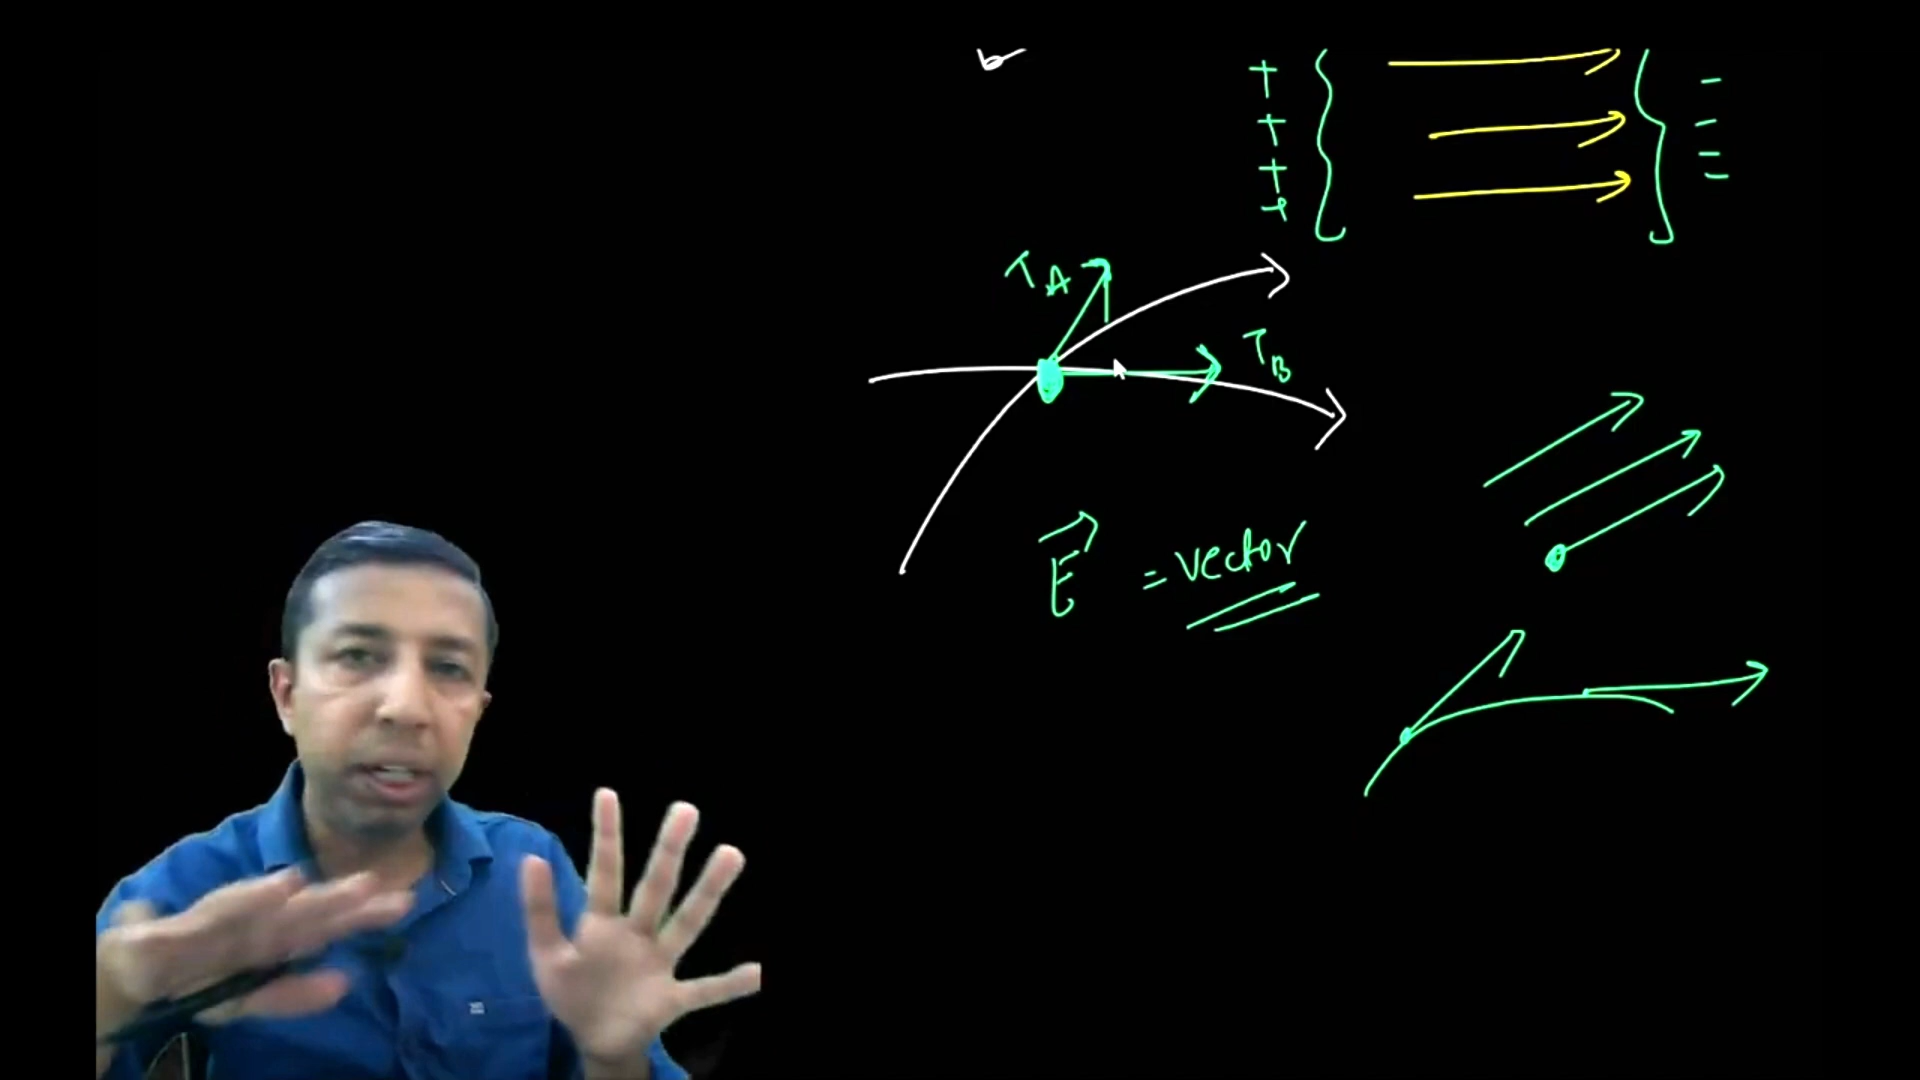 + -
+ -
+ =
+ -
T_A
T_B
E = vector